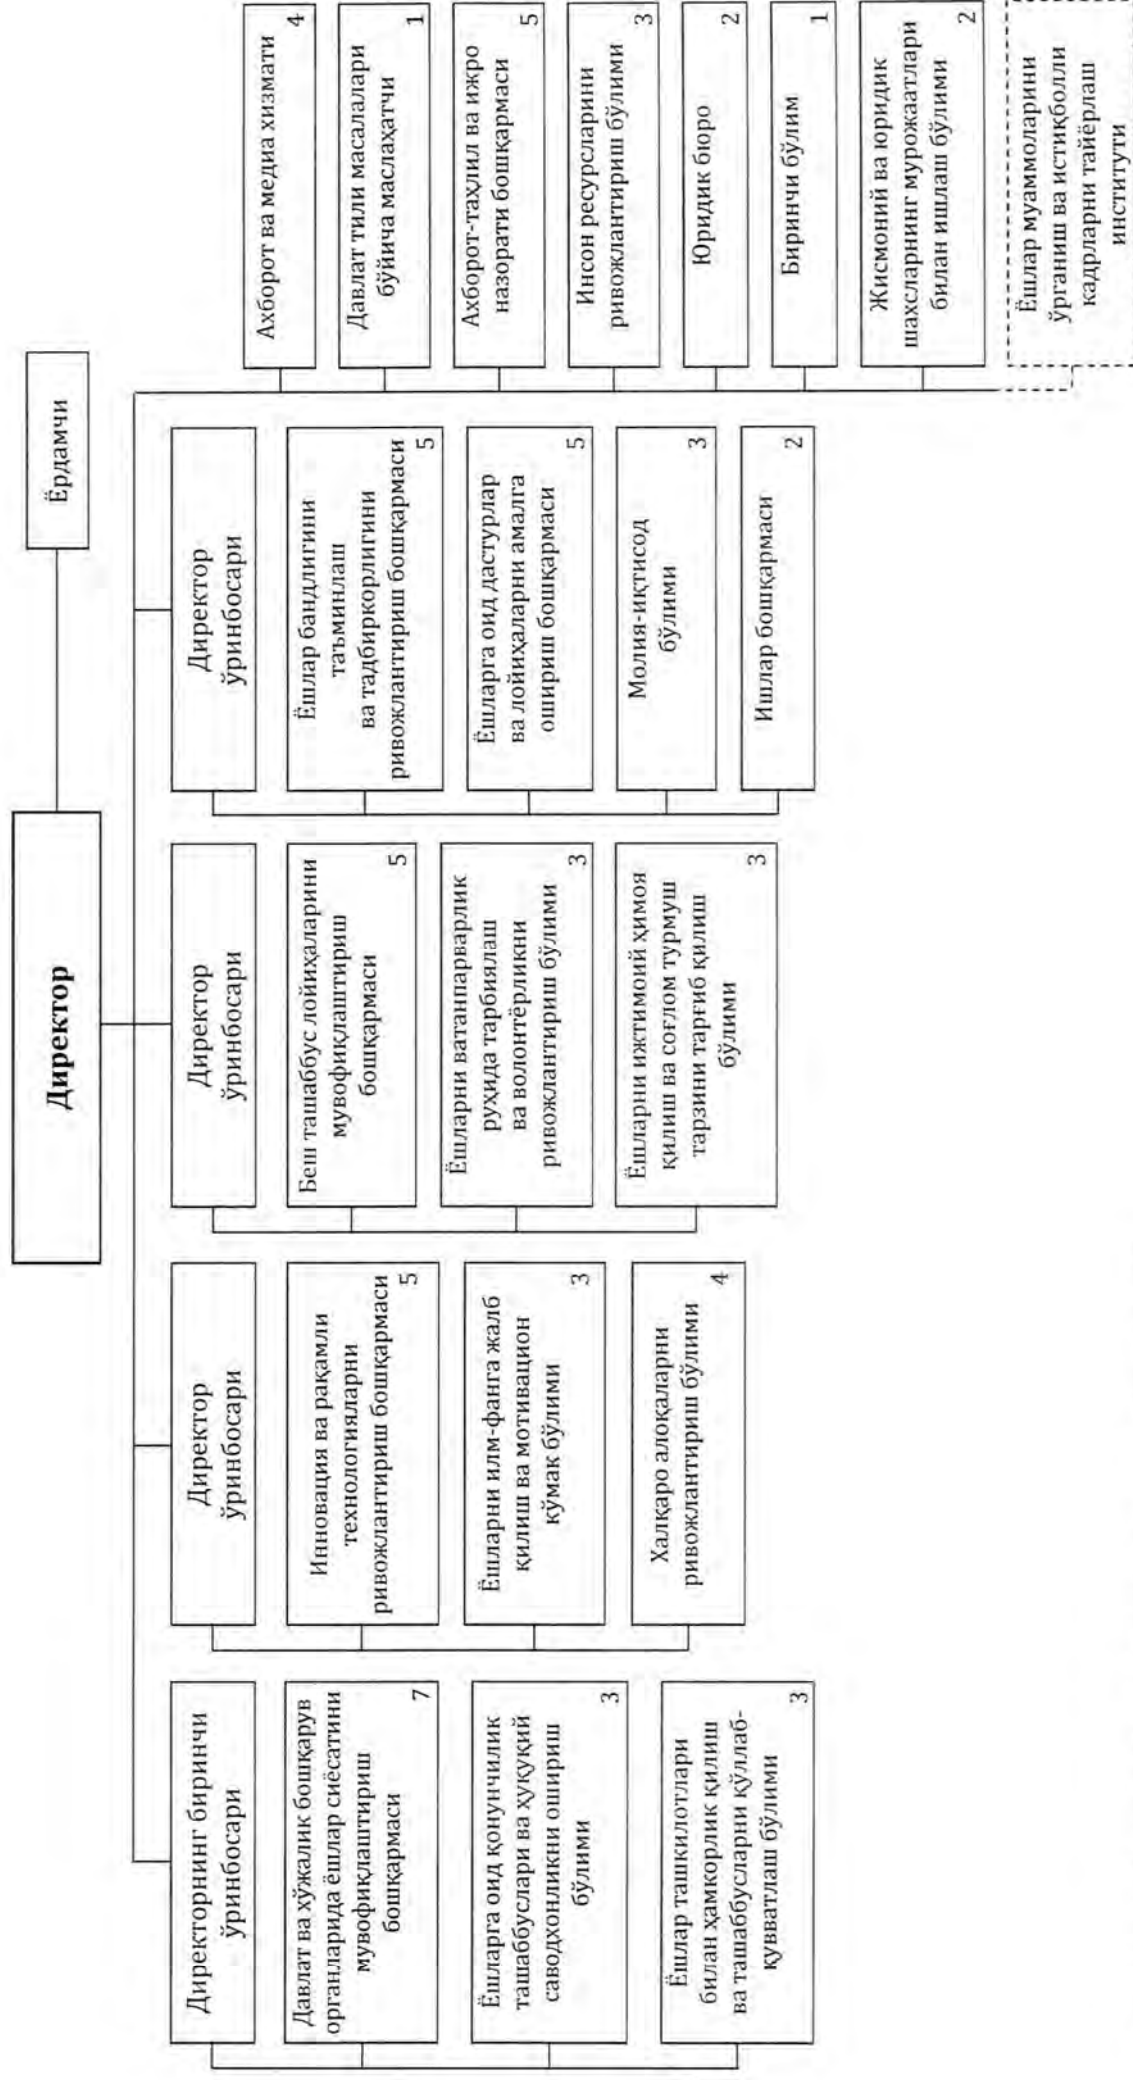 Директор
Ёрдамчи
Директорнинг биринчи
ўринбосари
Давлат ва хўжалик бошқарув
органларида ёшлар сиёсатини
мувофиқлаштириш
бошқармаси
7
Ёшларга оид қонунчилик
ташаббуслари ва ҳуқуқий
саводхонликни ошириш
бўлими
3
Ёшлар ташкилотлари
билан ҳамкорлик қилиш
ва ташаббусларни қўллаб-
қувватлаш бўлими
3
Директор
ўринбосари
Инновация ва рақамли
технологияларни
ривожлантириш бошқармаси
5
Ёшларни илм-фанга жалб
қилиш ва мотивацион
кўмак бўлими
3
Халқаро алоқаларни
ривожлантириш бўлими
4
Директор
ўринбосари
Беш ташаббус лойиҳаларини
мувофиқлаштириш
бошқармаси
5
Ёшларни ватанпарварлик
руҳида тарбиялаш
ва волонтёрликни
ривожлантириш бўлими
3
Ёшларни ижтимоий ҳимоя
қилиш ва соғлом турмуш
тарзини тарғиб қилиш
бўлими
3
Директор
ўринбосари
Ёшлар бандлигини
таъминлаш
ва тадбиркорлигини
ривожлантириш бошқармаси
5
Ёшларга оид дастурлар
ва лойиҳаларни амалга
ошириш бошқармаси
5
Молия-иқтисод
бўлими
3
Ишлар бошқармаси
2
Ахборот ва медиа хизмати
4
Давлат тили масалалари
бўйича маслаҳатчи
1
Ахборот-таҳлил ва ижро
назорати бошқармаси
5
Инсон ресурсларини
ривожлантириш бўлими
3
Юридик бюро
2
Биринчи бўлим
1
Жисмоний ва юридик
шахсларнинг мурожаатлари
билан ишлаш бўлими
2
Ёшлар муаммоларини
ўрганиш ва истиқболли
кадрларни тайёрлаш
институти